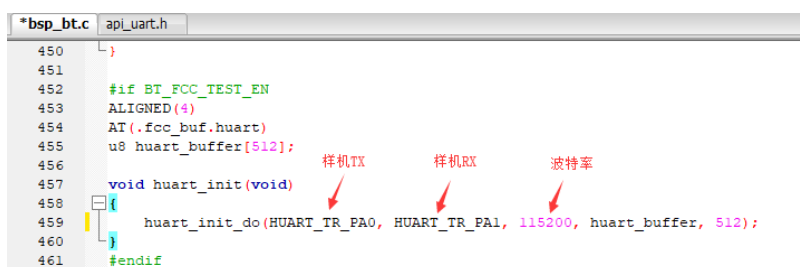 *bsp_bt.c api_uart.h
450 }
451
452 #if BT_FCC_TEST_EN
453 ALIGNED(4)
454 AT(.fcc_buf.huart)
455 u8 huart_buffer[512];
456
样机TX 样机RX 波特率
457 void huart_init(void)
458 {
459 huart_init_do(HUART_TR_PA0, HUART_TR_PA1, 115200, huart_buffer, 512);
460 }
461 #endif